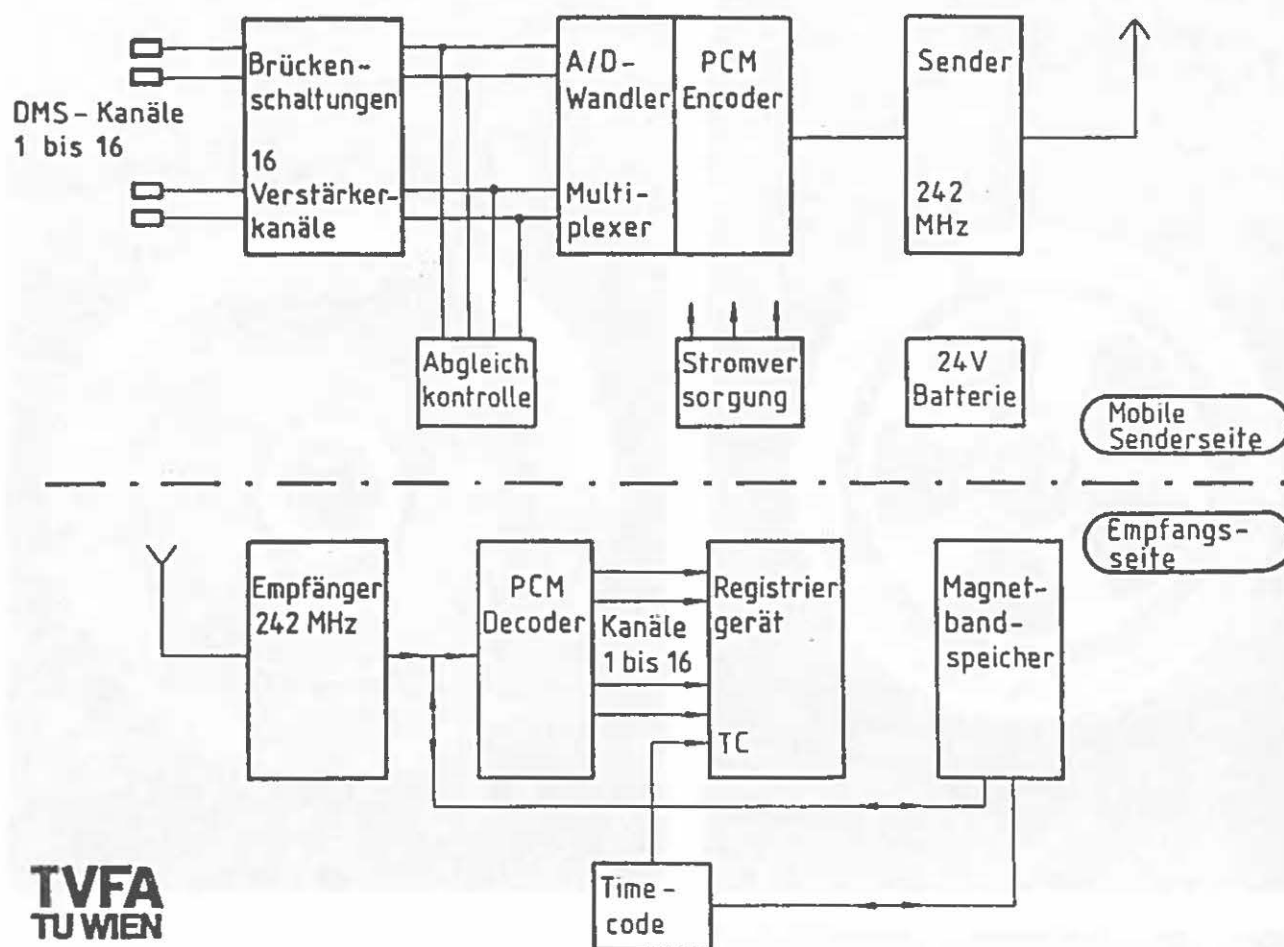 DMS - Kanäle
1 bis 16
Brücken~
schaltungen
16
Verstärker-
kanäle
A/D-
Wandler
Multi-
plexer
PCM
Encoder
Sender
242
MHz
Abgleich
kontrolle
Stromver
sorgung
24V
Batterie
Mobile
Senderseite
Empfangs-
seite
Empfänger
242 MHz
PCM
Decoder
Kanäle
1 bis 16
Registrier
gerät
TC
Magnet-
band-
speicher
Time-
code
TVFA
TU WIEN